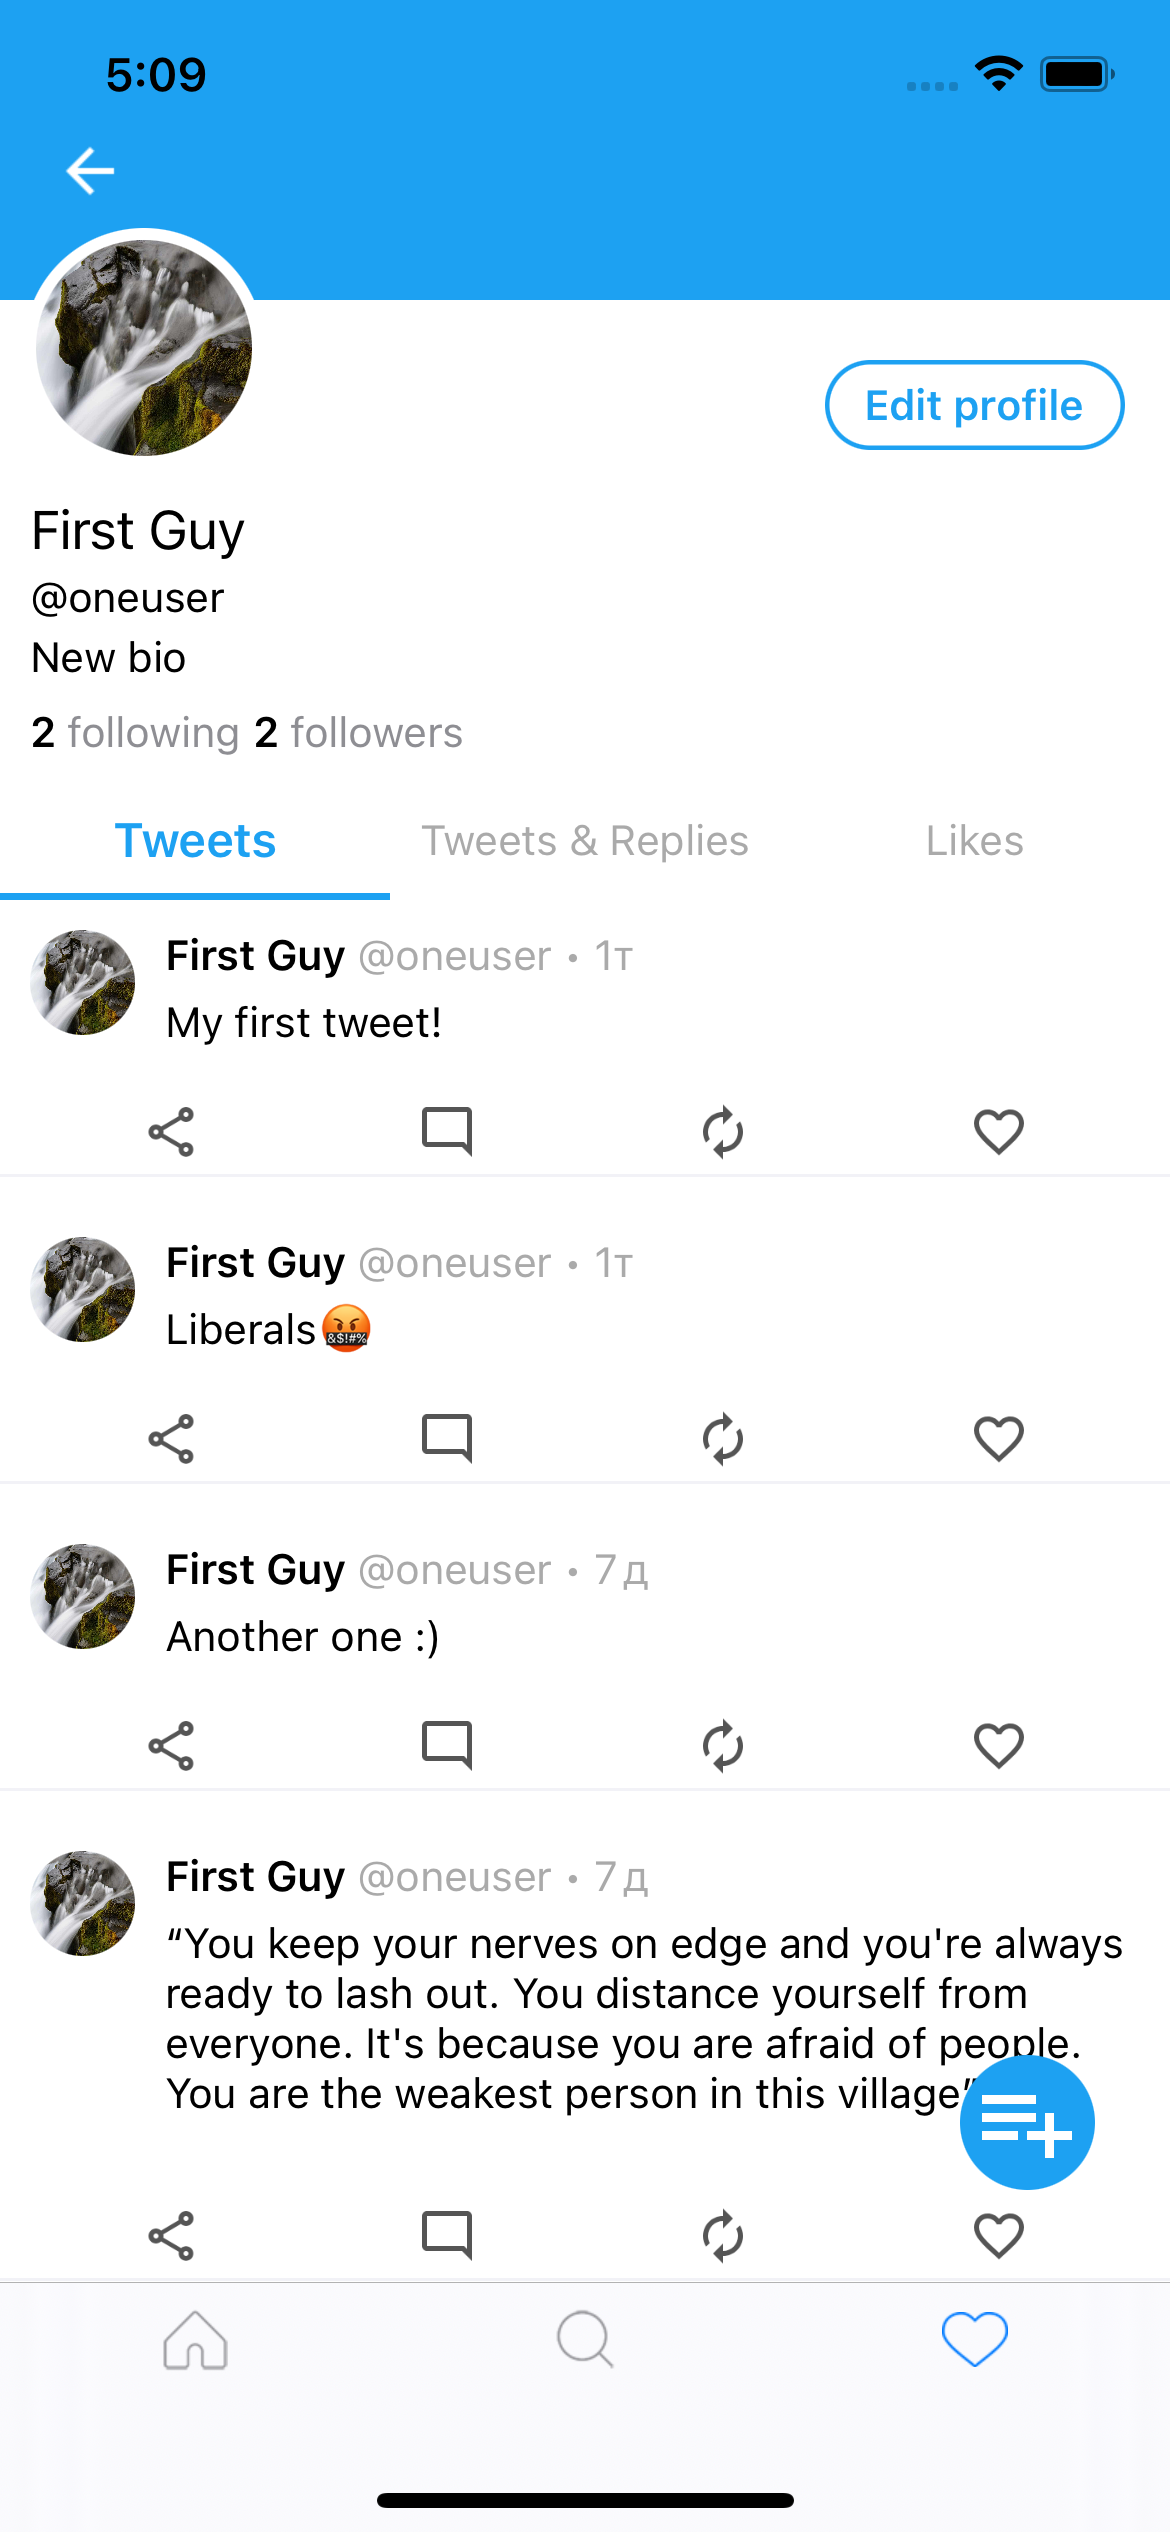 5:09
Edit profile
First Guy
@oneuser
New bio
2 following 2 followers
Tweets Tweets & Replies Likes
First Guy @oneuser • 1т
My first tweet!
First Guy @oneuser • 1т
Liberals🤬
First Guy @oneuser • 7 д
Another one :)
First Guy @oneuser • 7 д
“You keep your nerves on edge and you're always
ready to lash out. You distance yourself from
everyone. It's because you are afraid of people.
You are the weakest person in this village”